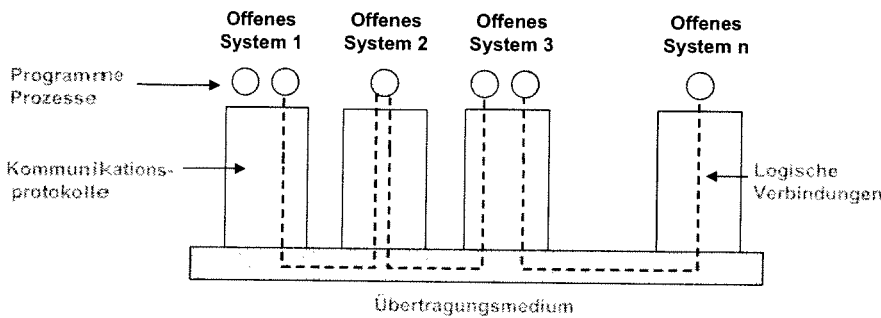 Offenes
System 1
Offenes
System 2
Offenes
System 3
Offenes
System n
Programme
Prozesse
Kommunikations-
protokolle
Logische
Verbindungen
Übertragungsmedium